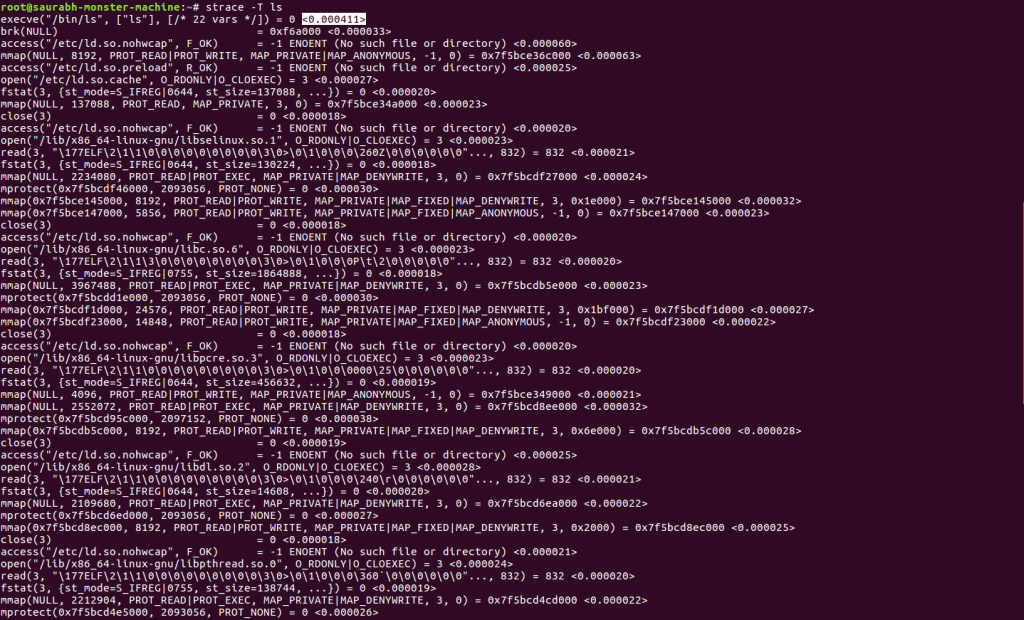 root@saurabh-monster-machine:~# strace -T ls
execve("/bin/ls", ["ls"], [/* 22 vars */]) = 0 <0.000411>
brk(NULL)                               = 0xf6a000 <0.000033>
access("/etc/ld.so.nohwcap", F_OK)      = -1 ENOENT (No such file or directory) <0.000060>
mmap(NULL, 8192, PROT_READ|PROT_WRITE, MAP_PRIVATE|MAP_ANONYMOUS, -1, 0) = 0x7f5bce36c000 <0.000063>
access("/etc/ld.so.preload", R_OK)      = -1 ENOENT (No such file or directory) <0.000025>
open("/etc/ld.so.cache", O_RDONLY|O_CLOEXEC) = 3 <0.000027>
fstat(3, {st_mode=S_IFREG|0644, st_size=137088, ...}) = 0 <0.000020>
mmap(NULL, 137088, PROT_READ, MAP_PRIVATE, 3, 0) = 0x7f5bce34a000 <0.000023>
close(3)                                = 0 <0.000018>
access("/etc/ld.so.nohwcap", F_OK)      = -1 ENOENT (No such file or directory) <0.000020>
open("/lib/x86_64-linux-gnu/libselinux.so.1", O_RDONLY|O_CLOEXEC) = 3 <0.000023>
read(3, "\177ELF\2\1\1\0\0\0\0\0\0\0\0\0\3\0>\0\1\0\0\0\260Z\0\0\0\0\0\0"..., 832) = 832 <0.000021>
fstat(3, {st_mode=S_IFREG|0644, st_size=130224, ...}) = 0 <0.000018>
mmap(NULL, 2234080, PROT_READ|PROT_EXEC, MAP_PRIVATE|MAP_DENYWRITE, 3, 0) = 0x7f5bcdf27000 <0.000024>
mprotect(0x7f5bcdf46000, 2093056, PROT_NONE) = 0 <0.000030>
mmap(0x7f5bce145000, 8192, PROT_READ|PROT_WRITE, MAP_PRIVATE|MAP_FIXED|MAP_DENYWRITE, 3, 0x1e000) = 0x7f5bce145000 <0.000032>
mmap(0x7f5bce147000, 5856, PROT_READ|PROT_WRITE, MAP_PRIVATE|MAP_FIXED|MAP_ANONYMOUS, -1, 0) = 0x7f5bce147000 <0.000023>
close(3)                                = 0 <0.000018>
access("/etc/ld.so.nohwcap", F_OK)      = -1 ENOENT (No such file or directory) <0.000020>
open("/lib/x86_64-linux-gnu/libc.so.6", O_RDONLY|O_CLOEXEC) = 3 <0.000023>
read(3, "\177ELF\2\1\1\3\0\0\0\0\0\0\0\0\3\0>\0\1\0\0\0P\t\2\0\0\0\0\0"..., 832) = 832 <0.000020>
fstat(3, {st_mode=S_IFREG|0755, st_size=1864888, ...}) = 0 <0.000018>
mmap(NULL, 3967488, PROT_READ|PROT_EXEC, MAP_PRIVATE|MAP_DENYWRITE, 3, 0) = 0x7f5bcdb5e000 <0.000023>
mprotect(0x7f5bcdd1e000, 2093056, PROT_NONE) = 0 <0.000030>
mmap(0x7f5bcdf1d000, 24576, PROT_READ|PROT_WRITE, MAP_PRIVATE|MAP_FIXED|MAP_DENYWRITE, 3, 0x1bf000) = 0x7f5bcdf1d000 <0.000027>
mmap(0x7f5bcdf23000, 14848, PROT_READ|PROT_WRITE, MAP_PRIVATE|MAP_FIXED|MAP_ANONYMOUS, -1, 0) = 0x7f5bcdf23000 <0.000022>
close(3)                                = 0 <0.000018>
access("/etc/ld.so.nohwcap", F_OK)      = -1 ENOENT (No such file or directory) <0.000020>
open("/lib/x86_64-linux-gnu/libpcre.so.3", O_RDONLY|O_CLOEXEC) = 3 <0.000023>
read(3, "\177ELF\2\1\1\0\0\0\0\0\0\0\0\0\3\0>\0\1\0\0\0000\25\0\0\0\0\0\0"..., 832) = 832 <0.000020>
fstat(3, {st_mode=S_IFREG|0644, st_size=456632, ...}) = 0 <0.000019>
mmap(NULL, 4096, PROT_READ|PROT_WRITE, MAP_PRIVATE|MAP_ANONYMOUS, -1, 0) = 0x7f5bce349000 <0.000021>
mmap(NULL, 2552072, PROT_READ|PROT_EXEC, MAP_PRIVATE|MAP_DENYWRITE, 3, 0) = 0x7f5bcd8ee000 <0.000032>
mprotect(0x7f5bcd95c000, 2097152, PROT_NONE) = 0 <0.000038>
mmap(0x7f5bcdb5c000, 8192, PROT_READ|PROT_WRITE, MAP_PRIVATE|MAP_FIXED|MAP_DENYWRITE, 3, 0x6e000) = 0x7f5bcdb5c000 <0.000028>
close(3)                                = 0 <0.000019>
access("/etc/ld.so.nohwcap", F_OK)      = -1 ENOENT (No such file or directory) <0.000025>
open("/lib/x86_64-linux-gnu/libdl.so.2", O_RDONLY|O_CLOEXEC) = 3 <0.000028>
read(3, "\177ELF\2\1\1\0\0\0\0\0\0\0\0\0\3\0>\0\1\0\0\0\240\r\0\0\0\0\0\0"..., 832) = 832 <0.000021>
fstat(3, {st_mode=S_IFREG|0644, st_size=14608, ...}) = 0 <0.000020>
mmap(NULL, 2109680, PROT_READ|PROT_EXEC, MAP_PRIVATE|MAP_DENYWRITE, 3, 0) = 0x7f5bcd6ea000 <0.000022>
mprotect(0x7f5bcd6ed000, 2093056, PROT_NONE) = 0 <0.000027>
mmap(0x7f5bcd8ec000, 8192, PROT_READ|PROT_WRITE, MAP_PRIVATE|MAP_FIXED|MAP_DENYWRITE, 3, 0x2000) = 0x7f5bcd8ec000 <0.000025>
close(3)                                = 0 <0.000018>
access("/etc/ld.so.nohwcap", F_OK)      = -1 ENOENT (No such file or directory) <0.000021>
open("/lib/x86_64-linux-gnu/libpthread.so.0", O_RDONLY|O_CLOEXEC) = 3 <0.000024>
read(3, "\177ELF\2\1\1\0\0\0\0\0\0\0\0\0\3\0>\0\1\0\0\0\360`\0\0\0\0\0\0"..., 832) = 832 <0.000020>
fstat(3, {st_mode=S_IFREG|0755, st_size=138744, ...}) = 0 <0.000019>
mmap(NULL, 2212904, PROT_READ|PROT_EXEC, MAP_PRIVATE|MAP_DENYWRITE, 3, 0) = 0x7f5bcd4cd000 <0.000022>
mprotect(0x7f5bcd4e5000, 2093056, PROT_NONE) = 0 <0.000026>